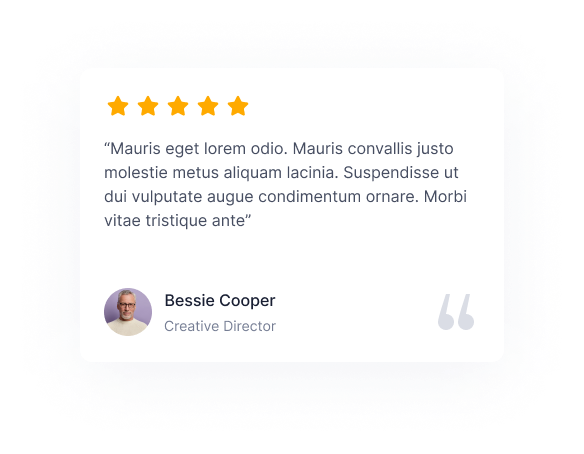 “Mauris eget lorem odio. Mauris convallis justo
molestie metus aliquam lacinia. Suspendisse ut
dui vulputate augue condimentum ornare. Morbi
vitae tristique ante”
Bessie Cooper
Creative Director
“